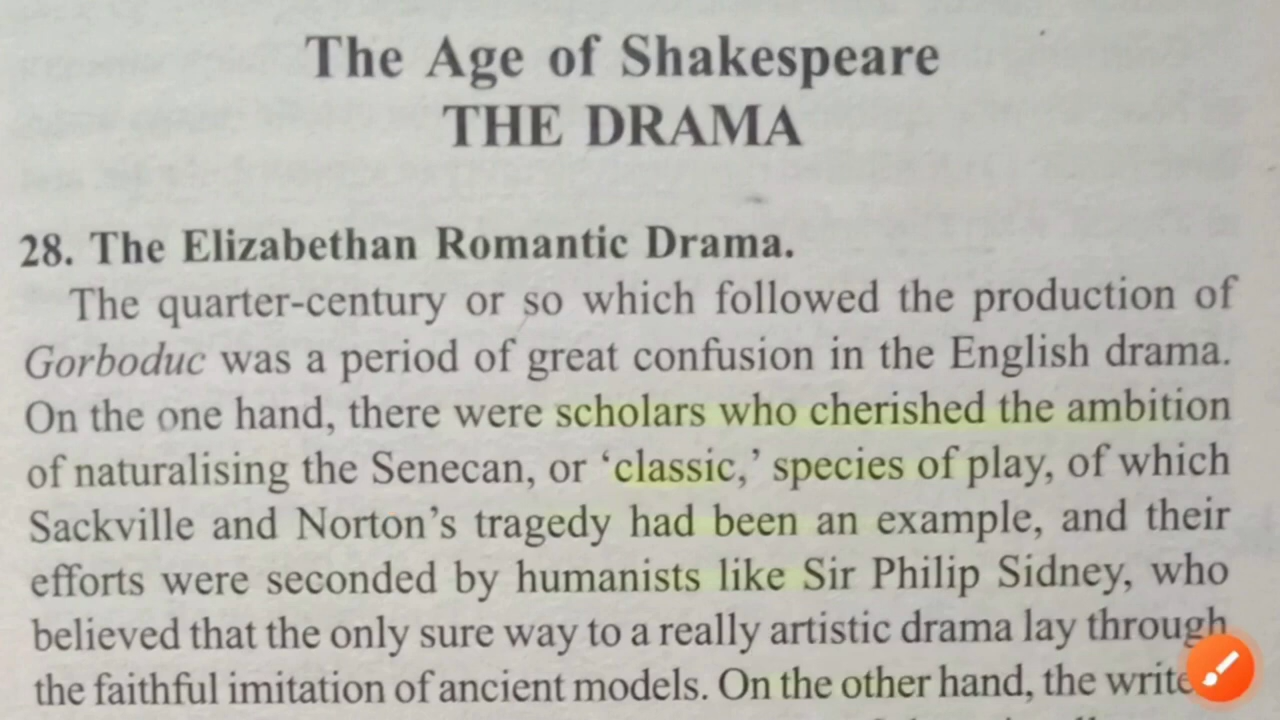 The Age of Shakespeare
THE DRAMA
28. The Elizabethan Romantic Drama.
The quarter-century or so which followed the production of
Gorboduc was a period of great confusion in the English drama.
On the one hand, there were scholars who cherished the ambition
of naturalising the Senecan, or ‘classic,’ species of play, of which
Sackville and Norton’s tragedy had been an example, and their
efforts were seconded by humanists like Sir Philip Sidney, who
believed that the only sure way to a really artistic drama lay through
the faithful imitation of ancient models. On the other hand, the